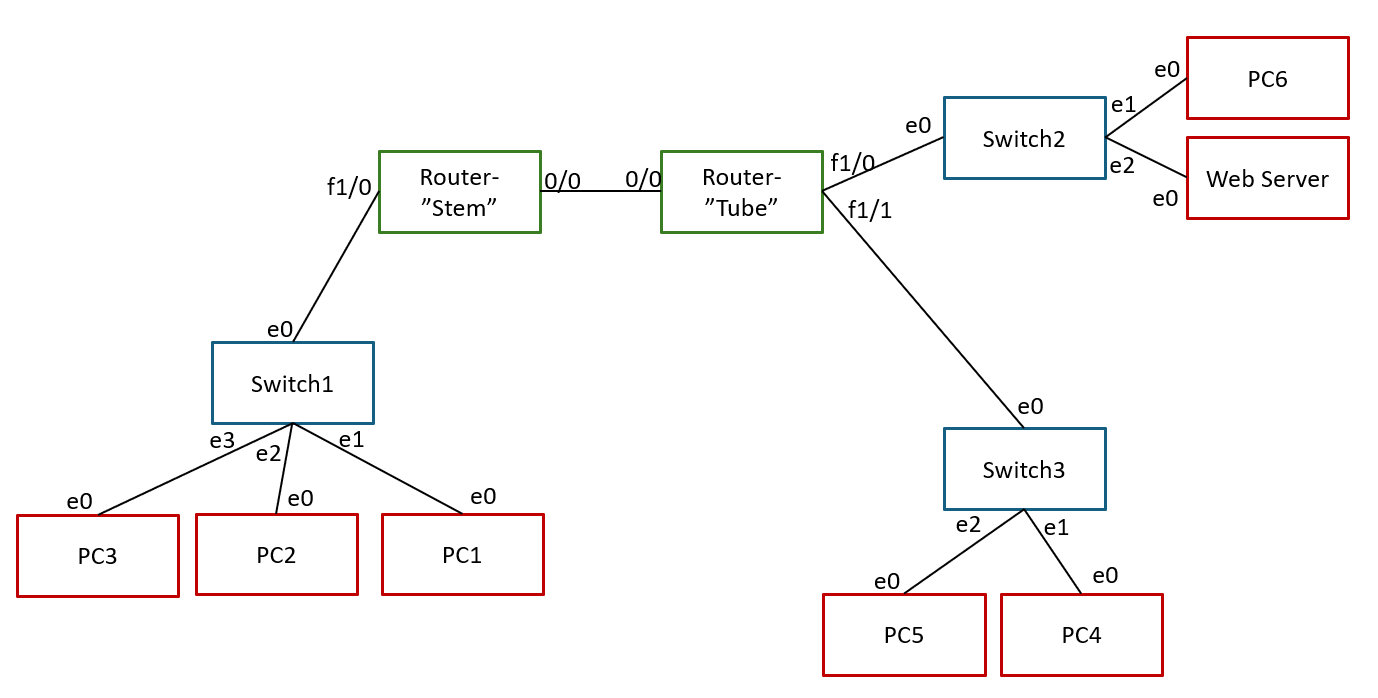 PC6
e0
e1
e0
Switch2
Router-
”Stem”
Router-
”Tube”
f1/0
f1/0
0/0
0/0
e2
Web Server
e0
f1/1
e0
Switch1
e0
e3
e2
e1
Switch3
e0
e0
e0
e2
e1
PC3
PC2
PC1
e0
e0
PC5
PC4